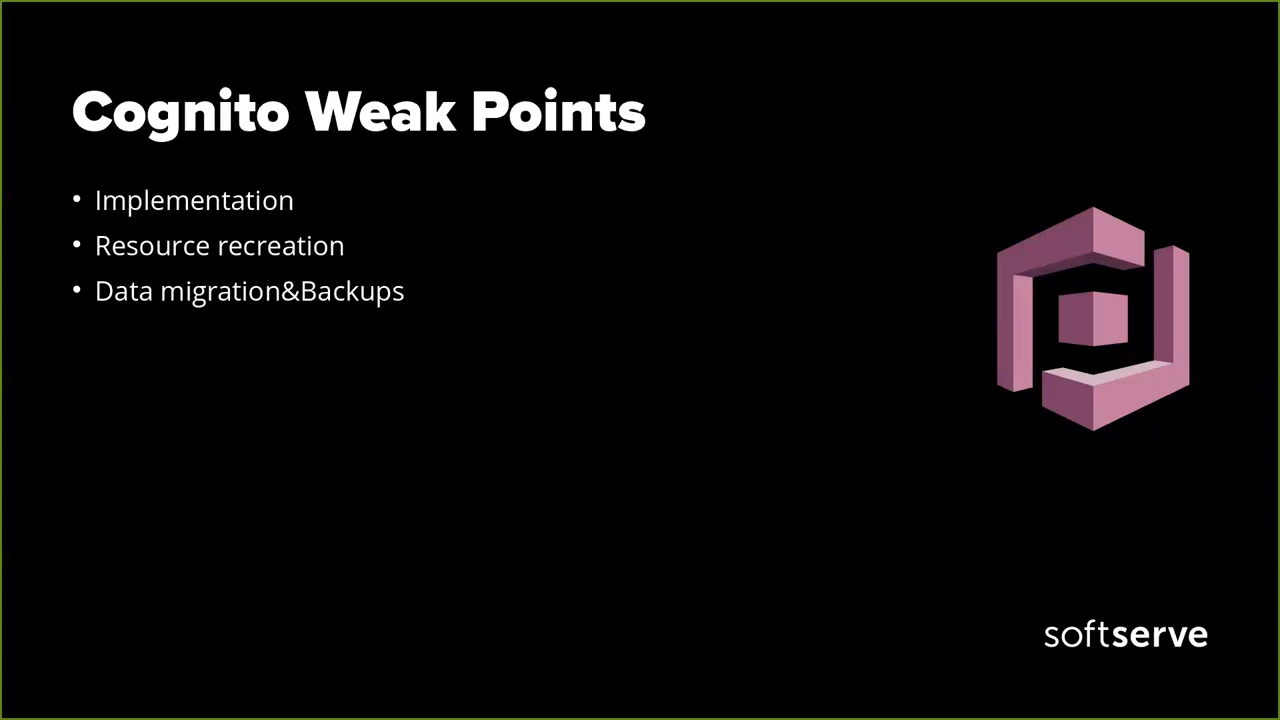 Cognito Weak Points
• Implementation
• Resource recreation
• Data migration&Backups
softserve